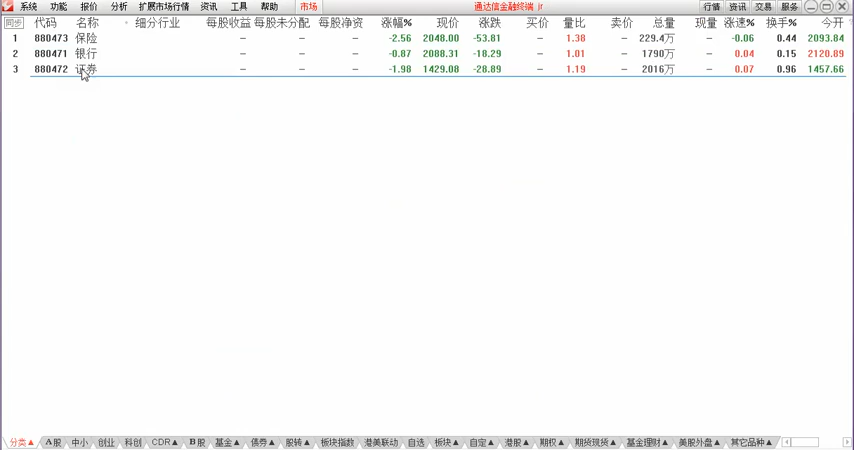 系统 功能 报价 分析 扩展市场行情 资讯 工具 帮助 市场 通达信金融终端 jr 行情 资讯 交易 服务
同步 代码 名称 细分行业 每股收益 每股未分配 每股净资 涨幅% 现价 涨跌 买价 量比 卖价 总量 现量 涨速% 换手% 今开
1 880473 保险 – – – -2.56 2048.00 -53.81 – 1.38 – 229.4万 – -0.06 0.44 2093.84
2 880471 银行 – – – -0.87 2088.31 -18.29 – 1.01 – 1790万 – 0.04 0.15 2120.89
3 880472 证券 – – – -1.98 1429.08 -28.89 – 1.19 – 2016万 – 0.07 0.96 1457.66
分类▲ A股 中小 创业 科创 CDR▲ B股 基金▲ 债券▲ 股转▲ 板块指数 港美联动 自选 板块▲ 自定▲ 港股▲ 期权▲ 期货现货▲ 基金理财▲ 美股外盘▲ 其它品种▲